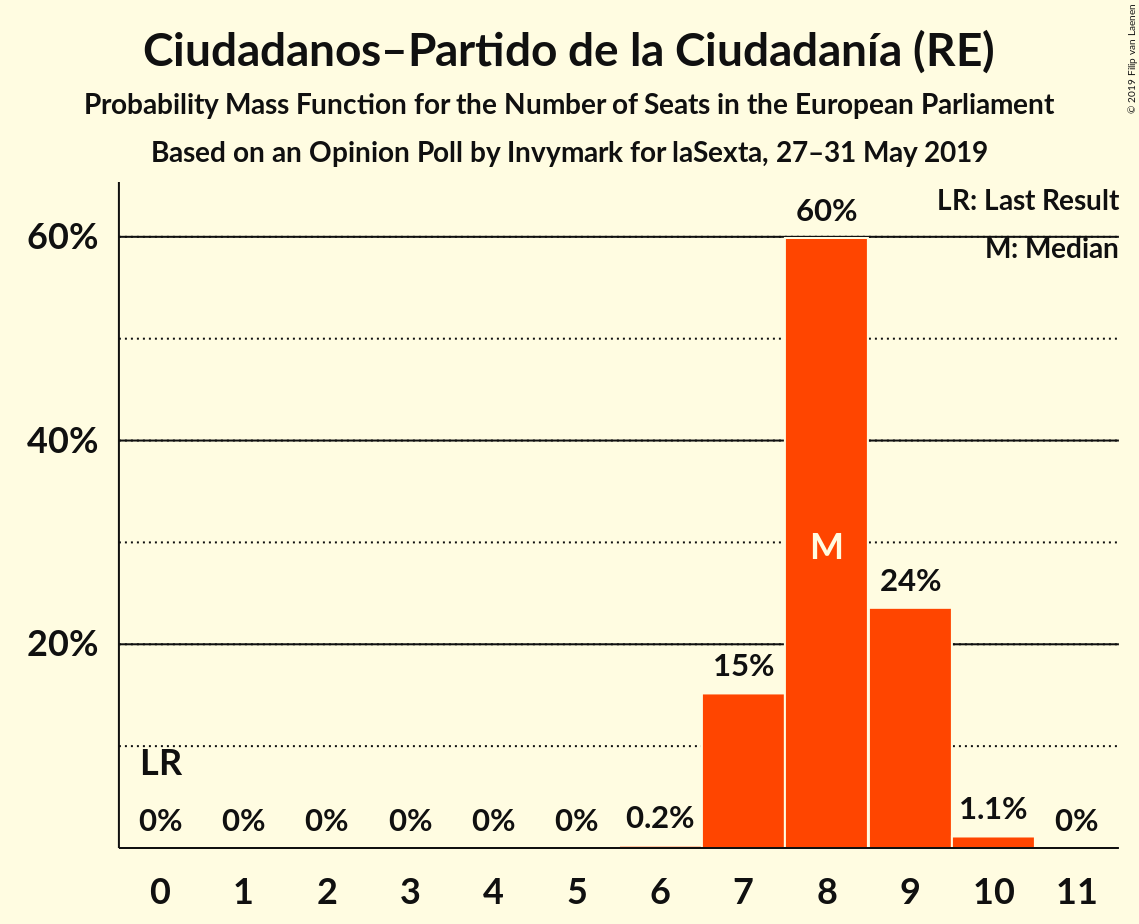 Ciudadanos–Partido de la Ciudadanía (RE)
Probability Mass Function for the Number of Seats in the European Parliament
Based on an Opinion Poll by Invymark for laSexta, 27–31 May 2019
© 2019 Filip van Laenen
LR: Last Result
M: Median
60%
40%
20%
LR
M
0%
0%
0%
0%
0%
0%
0.2%
15%
60%
24%
1.1%
0%
0 1 2 3 4 5 6 7 8 9 10 11